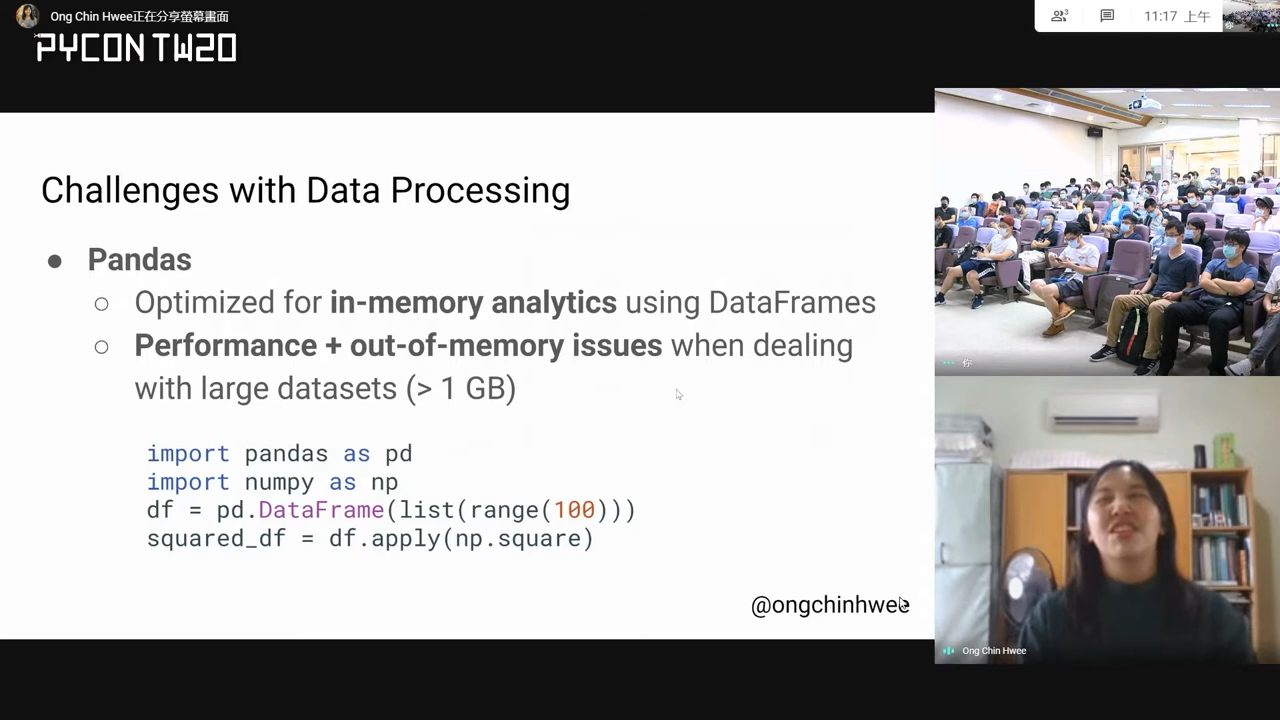 Ong Chin Hwee正在分享螢幕畫面
PYCON TW20
3
11:17 上午
你
Challenges with Data Processing
● Pandas
○ Optimized for in-memory analytics using DataFrames
○ Performance + out-of-memory issues when dealing
with large datasets (> 1 GB)
import pandas as pd
import numpy as np
df = pd.DataFrame(list(range(100)))
squared_df = df.apply(np.square)
@ongchinhwee
你
Ong Chin Hwee